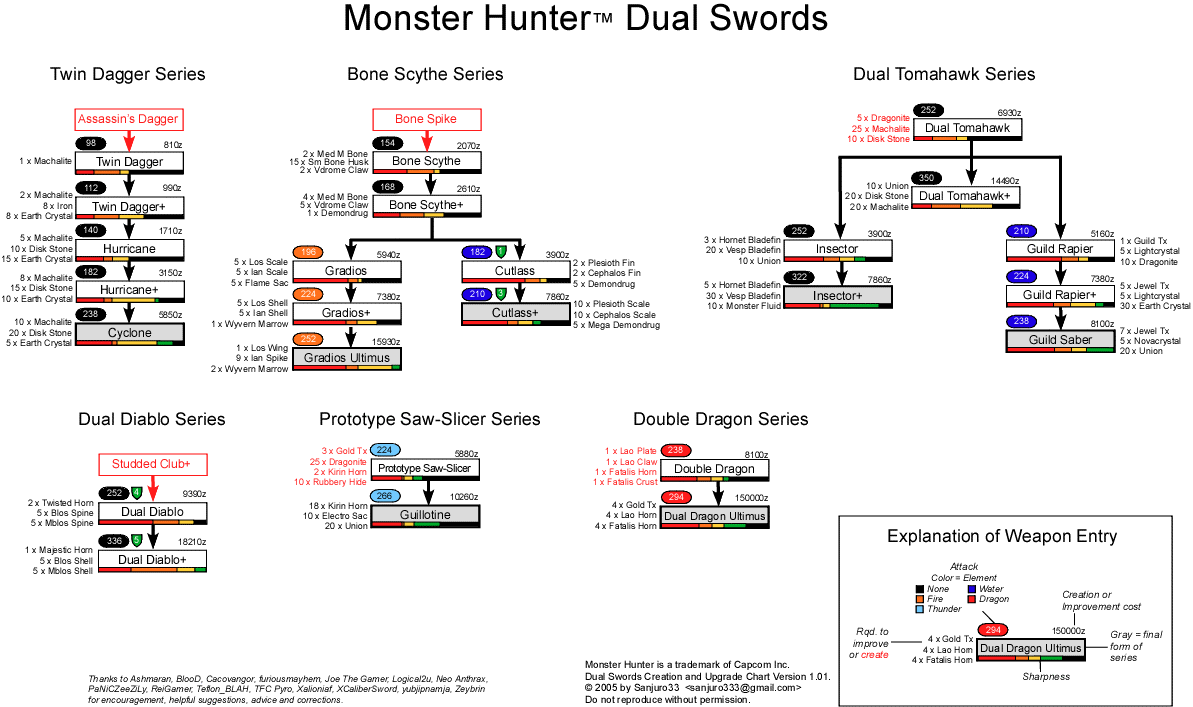 Monster Hunter™ Dual Swords
Twin Dagger Series
Assassin's Dagger
98
810z
1 x Machalite
Twin Dagger
112
990z
2 x Machalite
8 x Iron
8 x Earth Crystal
Twin Dagger+
140
1710z
5 x Machalite
10 x Disk Stone
15 x Earth Crystal
Hurricane
182
3150z
8 x Machalite
15 x Disk Stone
10 x Earth Crystal
Hurricane+
238
5850z
10 x Machalite
20 x Disk Stone
5 x Earth Crystal
Cyclone
Bone Scythe Series
Bone Spike
154
2070z
2 x Med M Bone
15 x Sm Bone Husk
2 x Vdrome Claw
Bone Scythe
168
2610z
4 x Med M Bone
5 x Vdrome Claw
1 x Demondrug
Bone Scythe+
196
5940z
5 x Los Scale
5 x Ian Scale
5 x Flame Sac
Gradios
224
7380z
5 x Los Shell
5 x Ian Shell
1 x Wyvern Marrow
Gradios+
252
15930z
1 x Los Wing
9 x Ian Spike
2 x Wyvern Marrow
Gradios Ultimus
182
1
3900z
Cutlass
2 x Plesioth Fin
2 x Cephalos Fin
5 x Demondrug
210
3
7860z
Cutlass+
10 x Plesioth Scale
10 x Cephalos Scale
5 x Mega Demondrug
Dual Tomahawk Series
252
6930z
5 x Dragonite
25 x Machalite
10 x Disk Stone
Dual Tomahawk
350
14490z
10 x Union
20 x Disk Stone
20 x Machalite
Dual Tomahawk+
252
3900z
3 x Hornet Bladefin
20 x Vesp Bladefin
10 x Union
Insector
322
7860z
5 x Hornet Bladefin
30 x Vesp Bladefin
10 x Monster Fluid
Insector+
210
5160z
Guild Rapier
1 x Guild Tx
5 x Lightcrystal
10 x Dragonite
224
7380z
Guild Rapier+
5 x Jewel Tx
5 x Lightcrystal
30 x Earth Crystal
238
8100z
Guild Saber
7 x Jewel Tx
5 x Novacrystal
20 x Union
Dual Diablo Series
Studded Club+
252
4
9390z
2 x Twisted Horn
5 x Blos Spine
5 x Mblos Spine
Dual Diablo
336
5
18210z
1 x Majestic Horn
5 x Blos Shell
5 x Mblos Shell
Dual Diablo+
Prototype Saw-Slicer Series
224
5880z
3 x Gold Tx
25 x Dragonite
2 x Kirin Horn
10 x Rubbery Hide
Prototype Saw-Slicer
266
10260z
18 x Kirin Horn
10 x Electro Sac
20 x Union
Guillotine
Double Dragon Series
238
8100z
1 x Lao Plate
1 x Lao Claw
1 x Fatalis Horn
1 x Fatalis Crust
Double Dragon
294
150000z
4 x Gold Tx
4 x Lao Horn
4 x Fatalis Horn
Dual Dragon Ultimus
Explanation of Weapon Entry
Attack
Color = Element
None
Water
Fire
Dragon
Thunder
Creation or
Improvement cost
294
150000z
Rqd. to
improve
or create
4 x Gold Tx
4 x Lao Horn
4 x Fatalis Horn
Dual Dragon Ultimus
Gray = final
form of
series
Sharpness
Thanks to Ashmaran, BlooD, Cacovangor, furiousmayhem, Joe The Gamer, Logical2u, Neo Anthrax,
PaNiCZeeZiLy, ReiGamer, Teflon_BLAH, TFC Pyro, Xalioniaf, XCaliberSword, yubjipnamja, Zeybrin
for encouragement, helpful suggestions, advice and corrections.
Monster Hunter is a trademark of Capcom Inc.
Dual Swords Creation and Upgrade Chart Version 1.01.
© 2005 by Sanjuro33 <sanjuro333@gmail.com>
Do not reproduce without permission.